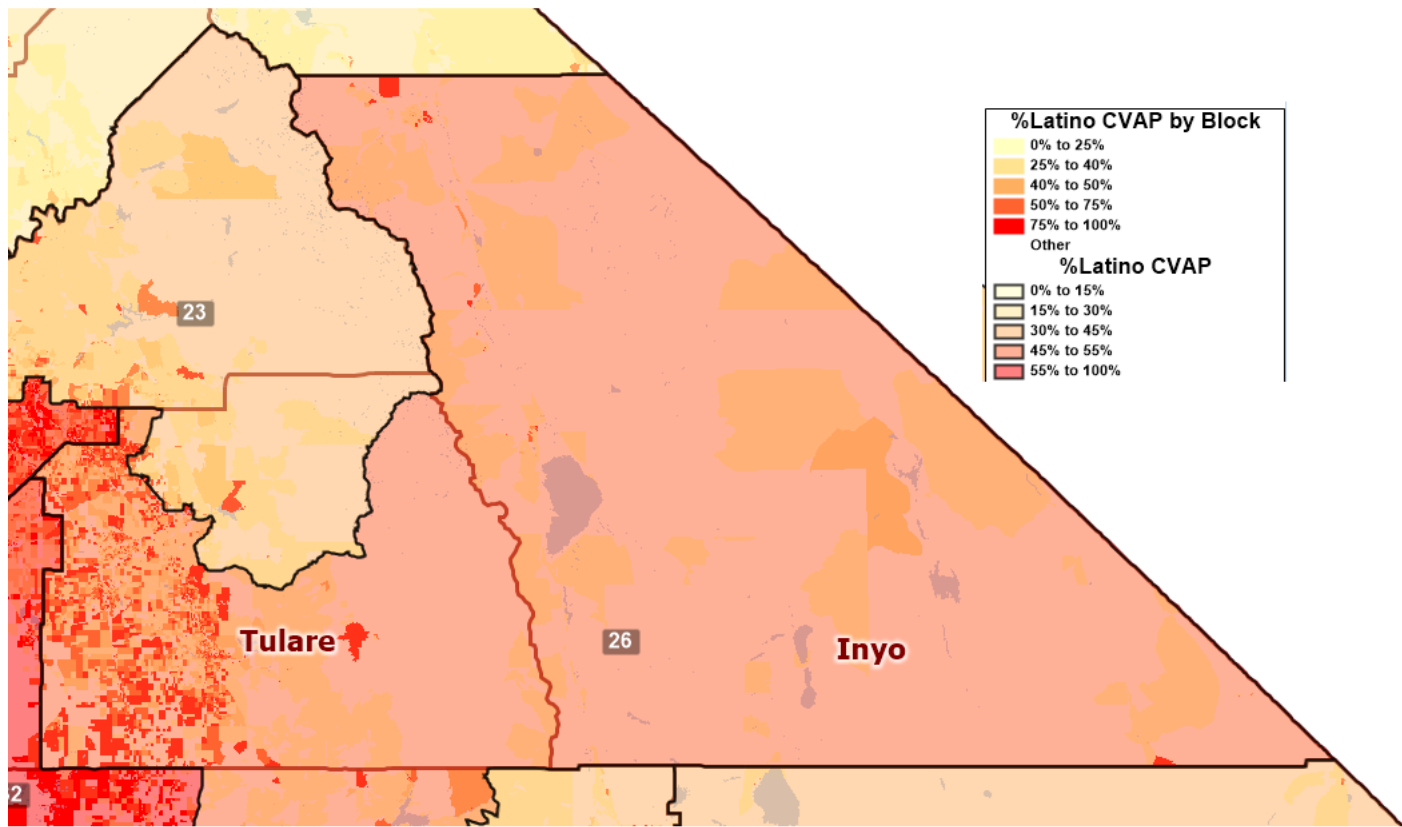 %Latino CVAP by Block
0% to 25%
25% to 40%
40% to 50%
50% to 75%
75% to 100%
Other
%Latino CVAP
0% to 15%
15% to 30%
30% to 45%
45% to 55%
55% to 100%
23
Tulare
26
Inyo
2